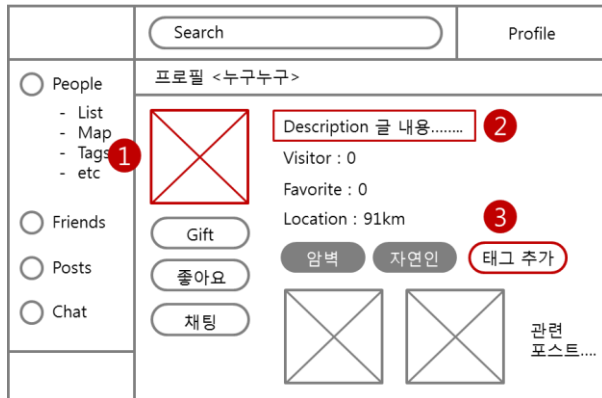 Search
Profile
People
- List
- Map
- Tags
- etc
Friends
Posts
Chat
프로필 <누구누구>
1
Gift
좋아요
채팅
Description 글 내용........
2
Visitor : 0
Favorite : 0
Location : 91km
3
암벽
자연인
태그 추가
관련
포스트....